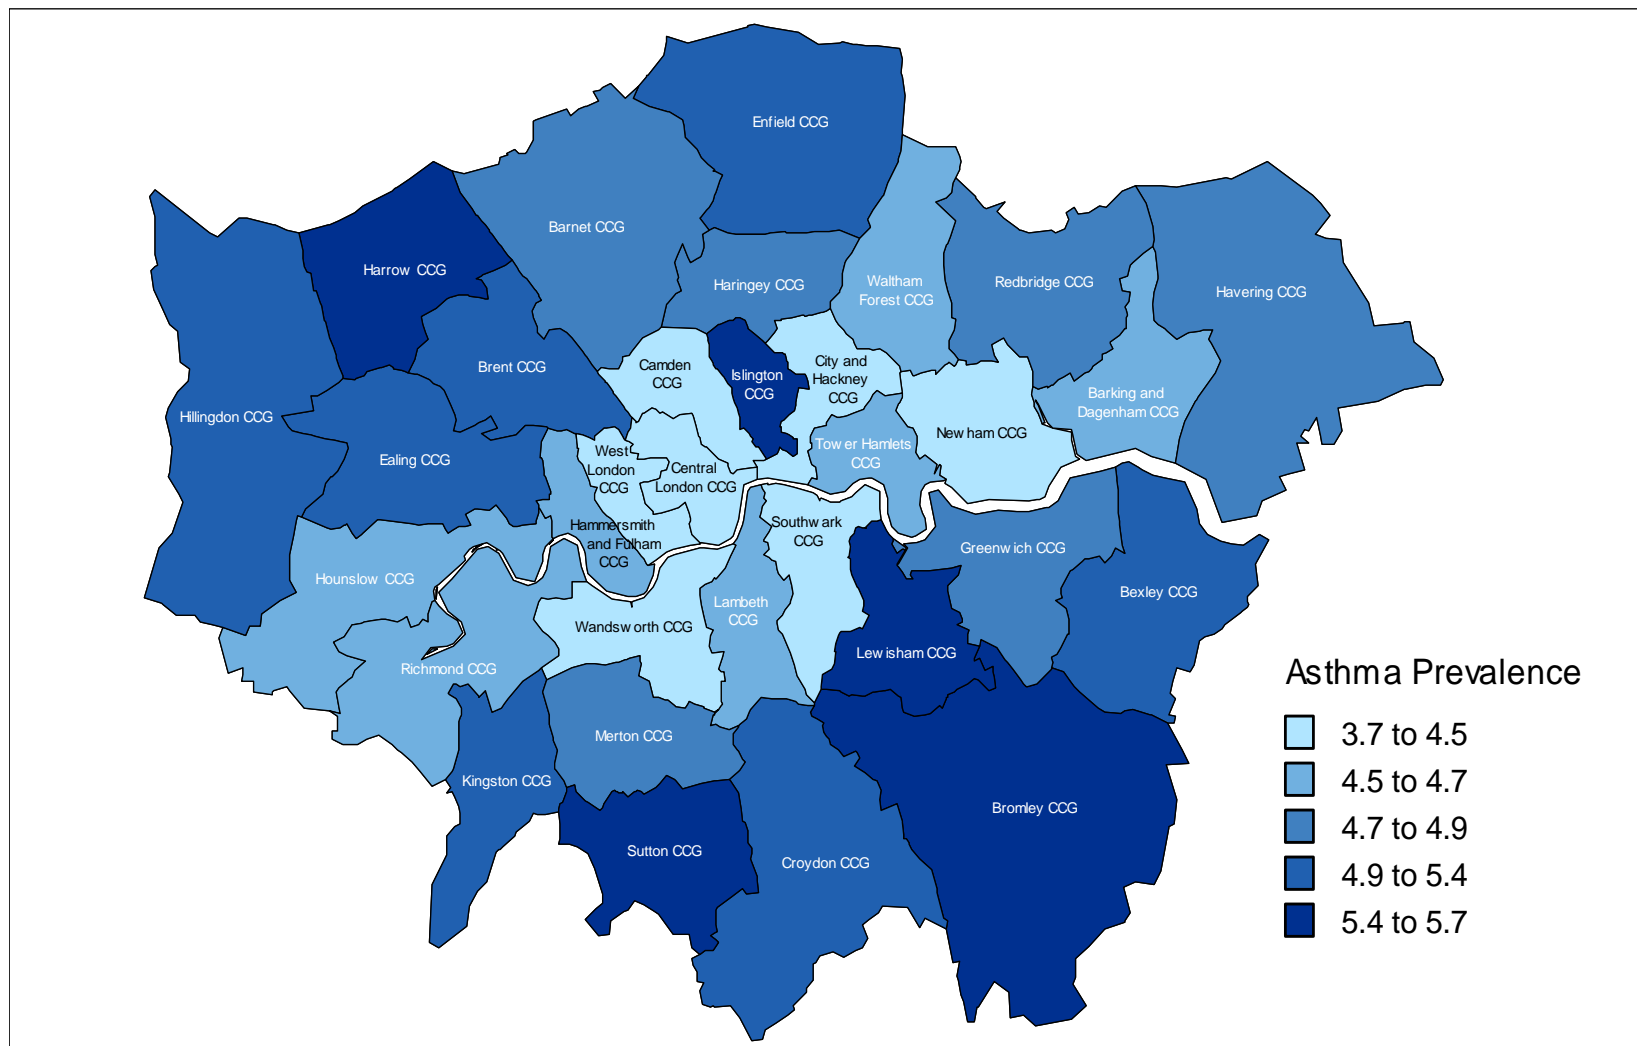 Enfield CCG
Barnet CCG
Harrow CCG
Haringey CCG
Waltham
Forest CCG
Redbridge CCG
Havering CCG
Brent CCG
Camden
CCG
Islington
CCG
City and
Hackney
CCG
Barking and
Dagenham CCG
Hillingdon CCG
Ealing CCG
West
London
CCG
Central
London CCG
Tower Hamlets
CCG
Newham CCG
Hammersmith
and Fulham
CCG
Southwark
CCG
Greenwich CCG
Hounslow CCG
Bexley CCG
Lambeth
CCG
Wandsworth CCG
Richmond CCG
Lewisham CCG
Merton CCG
Kingston CCG
Bromley CCG
Sutton CCG
Croydon CCG
Asthma Prevalence
3.7 to 4.5
4.5 to 4.7
4.7 to 4.9
4.9 to 5.4
5.4 to 5.7